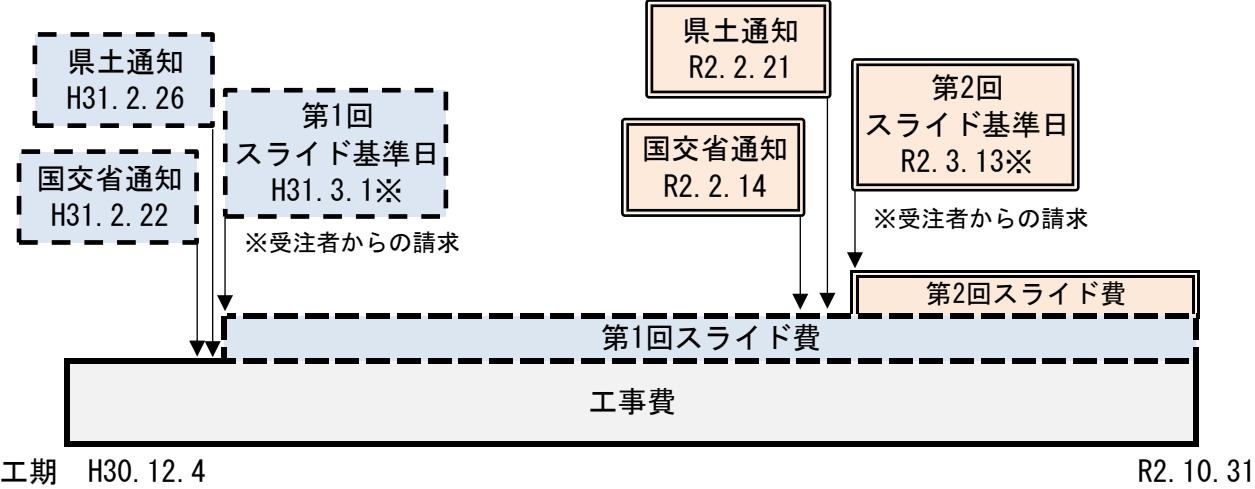 県土通知
H31.2.26
国交省通知
H31.2.22
第1回
スライド基準日
H31.3.1※
※受注者からの請求
県土通知
R2.2.21
国交省通知
R2.2.14
第2回
スライド基準日
R2.3.13※
※受注者からの請求
第2回スライド費
第1回スライド費
工事費
工期 H30.12.4
R2.10.31